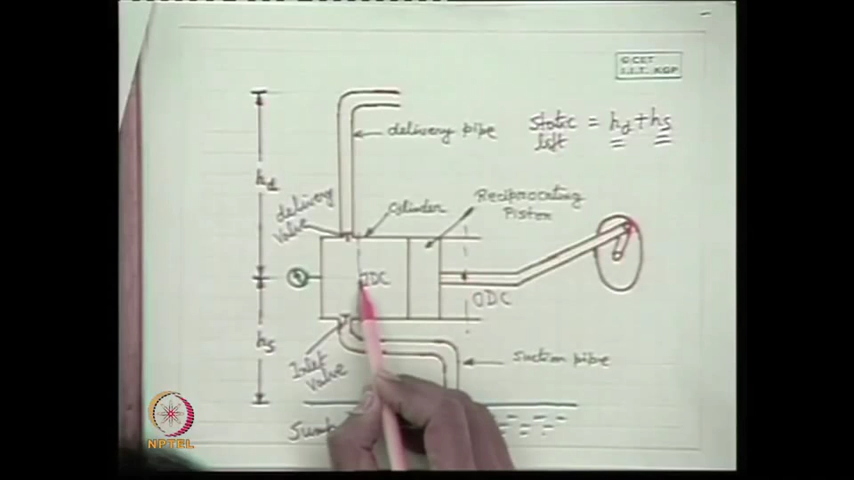 ©CET
I.I.T. KGP
delivery pipe
static lift = hd + hs
hd
delivery valve
Cylinder
Reciprocating
Piston
IDC
ODC
hs
Inlet
valve
Suction pipe
NPTEL